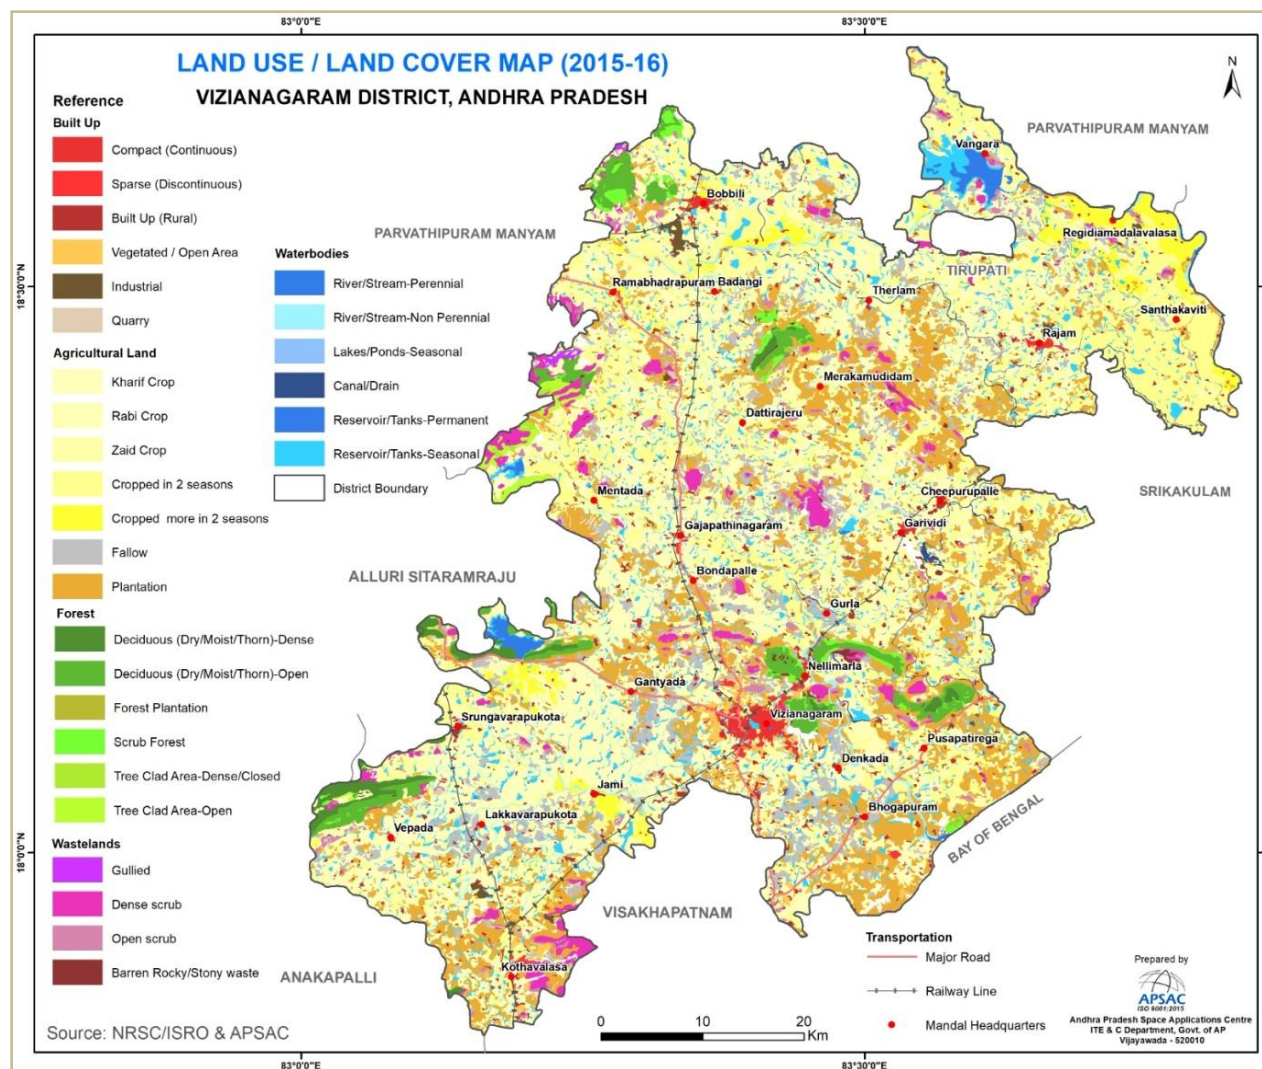 83°0'0"E
83°30'0"E
LAND USE / LAND COVER MAP (2015-16)
VIZIANAGARAM DISTRICT, ANDHRA PRADESH
N
Reference
Built Up
Compact (Continuous)
Sparse (Discontinuous)
Built Up (Rural)
Vegetated / Open Area
Industrial
Quarry
Agricultural Land
Kharif Crop
Rabi Crop
Zaid Crop
Cropped in 2 seasons
Cropped more in 2 seasons
Fallow
Plantation
Forest
Deciduous (Dry/Moist/Thorn)-Dense
Deciduous (Dry/Moist/Thorn)-Open
Forest Plantation
Scrub Forest
Tree Clad Area-Dense/Closed
Tree Clad Area-Open
Wastelands
Gullied
Dense scrub
Open scrub
Barren Rocky/Stony waste
Waterbodies
River/Stream-Perennial
River/Stream-Non Perennial
Lakes/Ponds-Seasonal
Canal/Drain
Reservoir/Tanks-Permanent
Reservoir/Tanks-Seasonal
District Boundary
PARVATHIPURAM MANYAM
Vangara
Bobbili
Regidiamadalavalasa
PARVATHIPURAM MANYAM
TIRUPATI
18°30'0"N
Ramabhadrapuram
Badangi
Therlam
Santhakaviti
Rajam
Merakamudidam
Dattirajeru
Mentada
Cheepurupalle
SRIKAKULAM
Gajapathinagaram
Garividi
ALLURI SITARAMRAJU
Bondapalle
Gurla
Nellimarla
Gantyada
Srungavarapukota
Vizianagaram
Pusapatirega
Denkada
Jami
Bhogapuram
Lakkavarapukota
Vepada
BAY OF BENGAL
18°0'0"N
VISAKHAPATNAM
Kothavalasa
ANAKAPALLI
Transportation
Major Road
Railway Line
Mandal Headquarters
0 10 20
Km
Prepared by
APSAC
ISO 9001:2015
Andhra Pradesh Space Applications Centre
ITE & C Department, Govt. of AP
Vijayawada - 520010
Source: NRSC/ISRO & APSAC
83°0'0"E
83°30'0"E